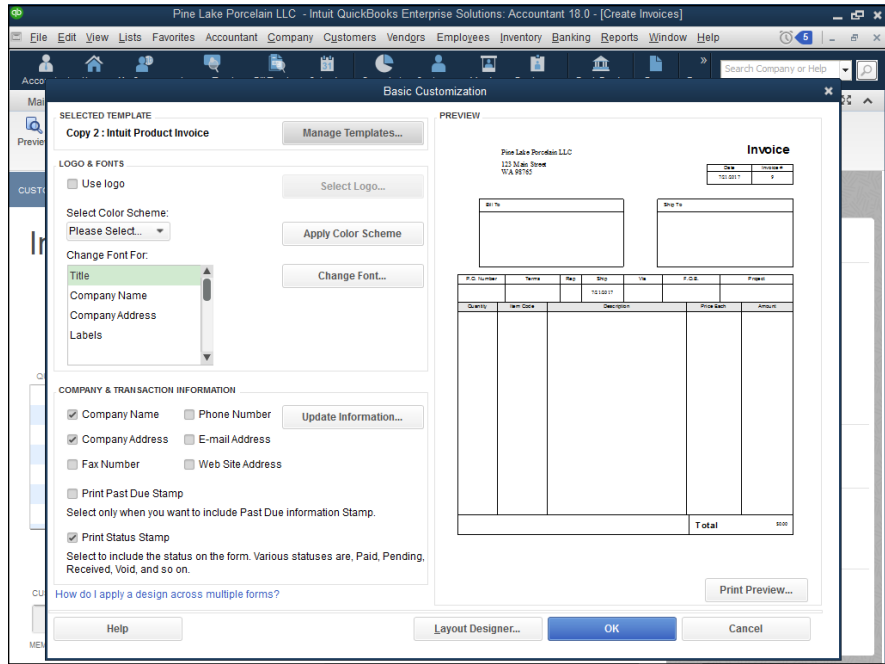 Pine Lake Porcelain LLC - Intuit QuickBooks Enterprise Solutions: Accountant 18.0 - [Create Invoices]
File Edit View Lists Favorites Accountant Company Customers Vendors Employees Inventory Banking Reports Window Help
5
31
»
Search Company or Help
Basic Customization
SELECTED TEMPLATE
Copy 2 : Intuit Product Invoice
Manage Templates...
LOGO & FONTS
Use logo
Select Logo...
Select Color Scheme:
Please Select...
Apply Color Scheme
Change Font For:
Title
Company Name
Company Address
Labels
Change Font...
COMPANY & TRANSACTION INFORMATION
Company Name Phone Number
Update Information...
Company Address E-mail Address
Fax Number Web Site Address
Print Past Due Stamp
Select only when you want to include Past Due information Stamp.
Print Status Stamp
Select to include the status on the form. Various statuses are, Paid, Pending,
Received, Void, and so on.
How do I apply a design across multiple forms?
PREVIEW
Pine Lake Porcelain LLC
123 Main Street
WA 98765
Invoice
Date Invoice #
7/21/2017 9
Bill To Ship To
P.O. Number Terms Rep Ship Via F.O.B. Project
7/21/2017
Quantity Item Code Description Price Each Amount
Total $0.00
Print Preview...
Help
Layout Designer...
OK
Cancel